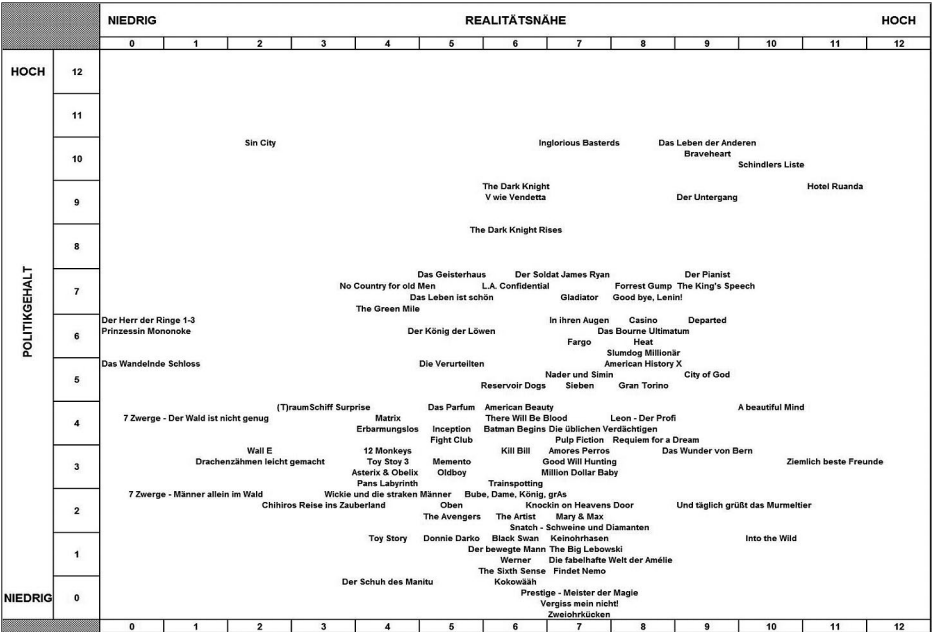 NIEDRIG REALITÄTSNÄHE HOCH
0 1 2 3 4 5 6 7 8 9 10 11 12
HOCH 12
11
Sin City Inglorious Basterds Das Leben der Anderen
10 Braveheart
Schindlers Liste
The Dark Knight Hotel Ruanda
9 V wie Vendetta Der Untergang
The Dark Knight Rises
8
POLITIKGEHALT
Das Geisterhaus Der Soldat James Ryan Der Pianist
7 No Country for old Men L.A. Confidential Forrest Gump The King's Speech
Das Leben ist schön Gladiator Good bye, Lenin!
The Green Mile
Der Herr der Ringe 1-3 In ihren Augen Casino Departed
6 Prinzessin Mononoke Der König der Löwen Das Bourne Ultimatum
Fargo Heat
Slumdog Millionär
Das Wandelnde Schloss Die Verurteilten American History X
5 Nader und Simin City of God
Reservoir Dogs Sieben Gran Torino
(T)raumSchiff Surprise Das Parfum American Beauty A beautiful Mind
4 7 Zwerge - Der Wald ist nicht genug Matrix There Will Be Blood Leon - Der Profi
Erbarmungslos Inception Batman Begins Die üblichen Verdächtigen
Fight Club Pulp Fiction Requiem for a Dream
Wall E 12 Monkeys Kill Bill Amores Perros Das Wunder von Bern
3 Drachenzähmen leicht gemacht Toy Stoy 3 Memento Good Will Hunting Ziemlich beste Freunde
Asterix & Obelix Oldboy Million Dollar Baby
Pans Labyrinth Trainspotting
7 Zwerge - Männer allein im Wald Wickie und die straken Männer Bube, Dame, König, grAs
2 Chihiros Reise ins Zauberland Oben Knockin on Heavens Door Und täglich grüßt das Murmeltier
The Avengers The Artist Mary & Max
Snatch - Schweine und Diamanten
Toy Story Donnie Darko Black Swan Keinohrhasen Into the Wild
1 Der bewegte Mann The Big Lebowski
Werner Die fabelhafte Welt der Amélie
The Sixth Sense Findet Nemo
Der Schuh des Manitu Kokowääh
NIEDRIG 0 Prestige - Meister der Magie
Vergiss mein nicht!
Zweiohrkücken
0 1 2 3 4 5 6 7 8 9 10 11 12